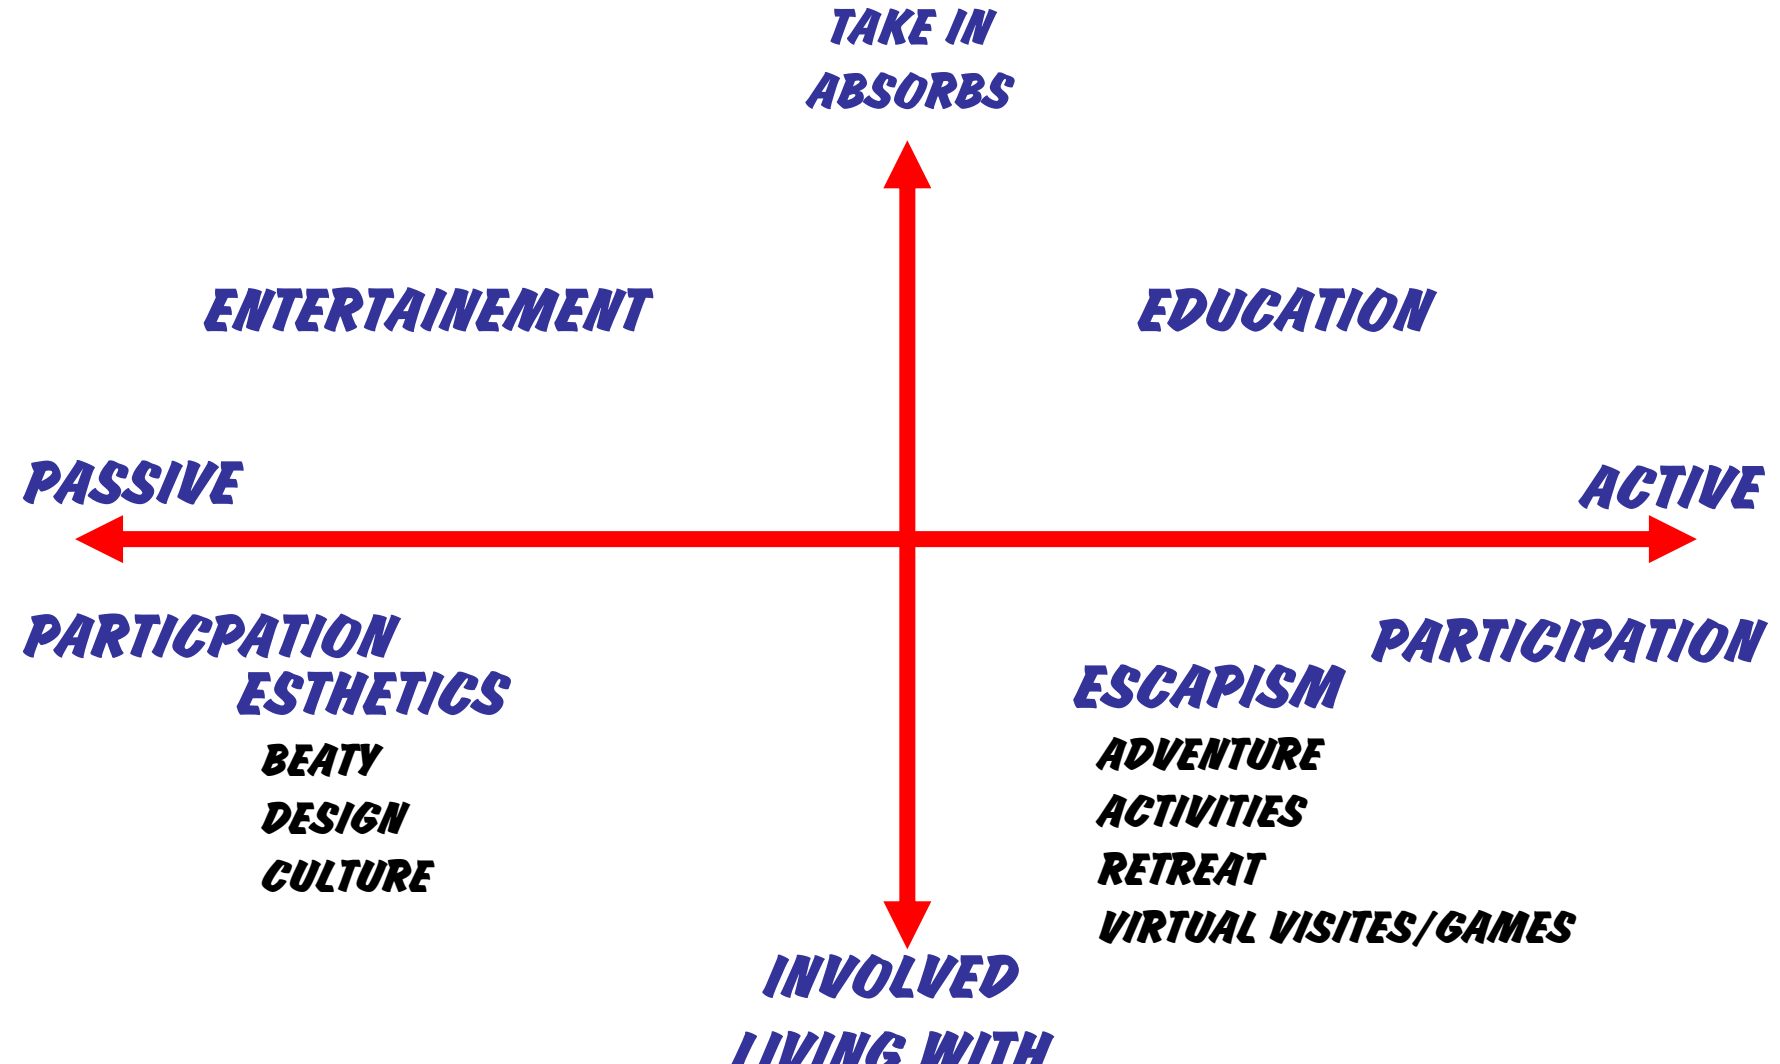 TAKE IN
ABSORBS
ENTERTAINEMENT
EDUCATION
PASSIVE
ACTIVE
PARTICPATION
PARTICIPATION
ESTHETICS
ESCAPISM
BEATY
DESIGN
CULTURE
ADVENTURE
ACTIVITIES
RETREAT
VIRTUAL VISITES/GAMES
INVOLVED
LIVING WITH